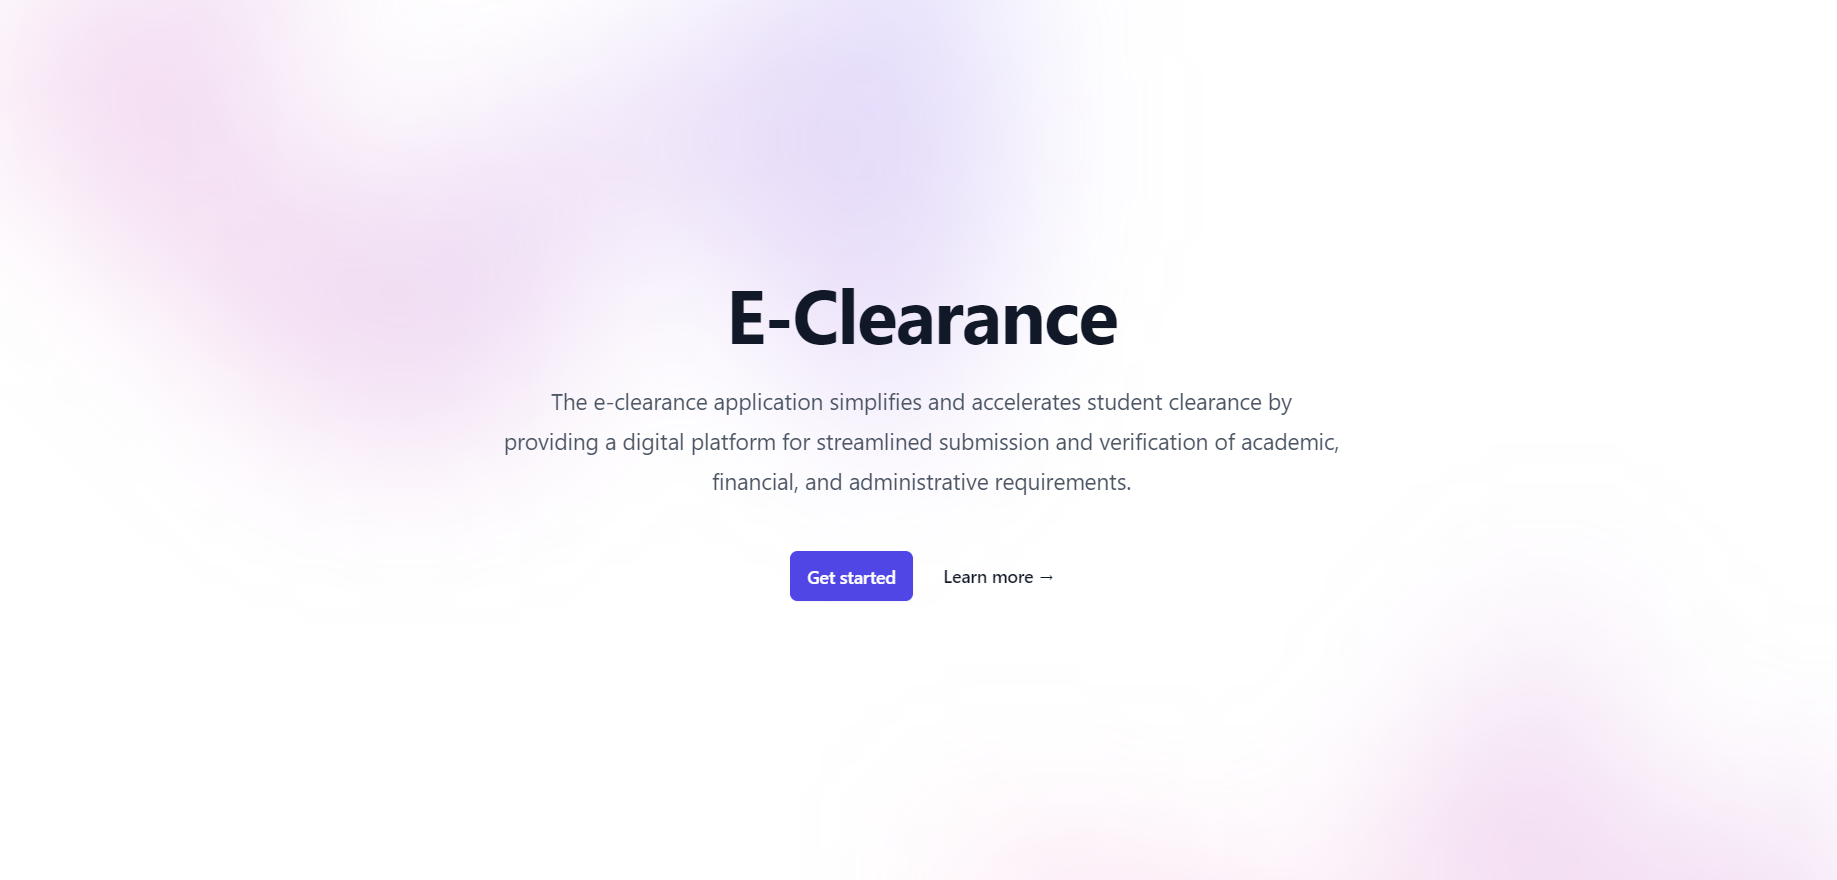 E-Clearance
The e-clearance application simplifies and accelerates student clearance by
providing a digital platform for streamlined submission and verification of academic,
financial, and administrative requirements.
Get started
Learn more →